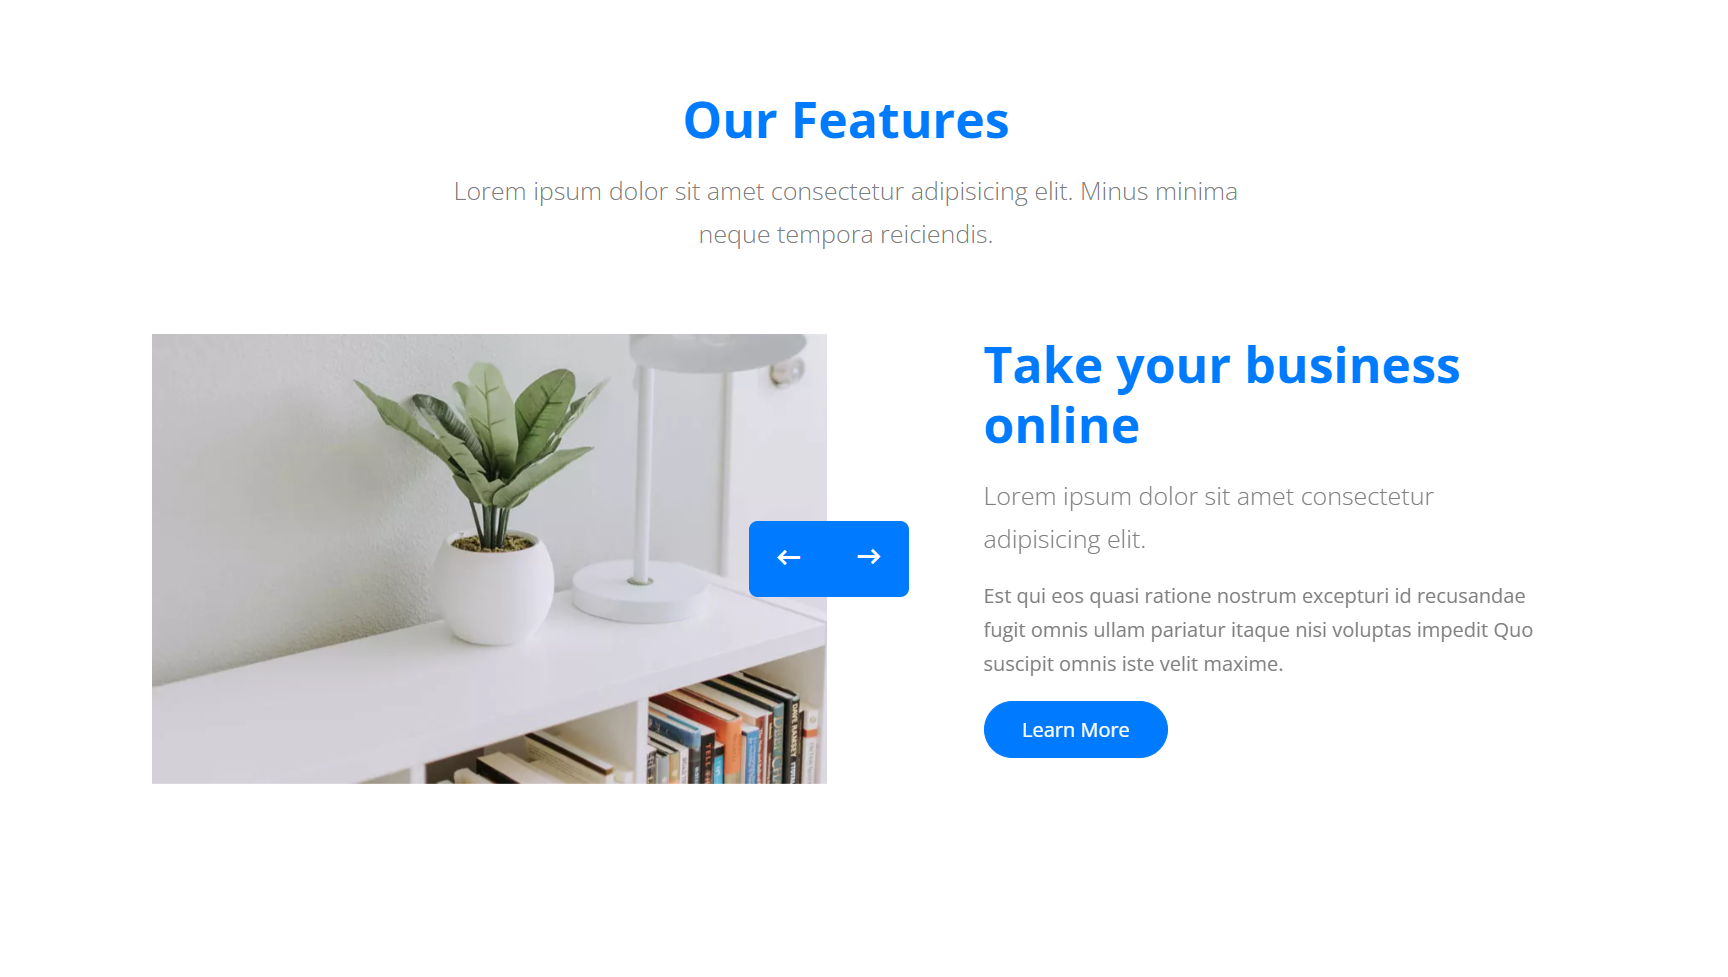 Our Features
Lorem ipsum dolor sit amet consectetur adipisicing elit. Minus minima
neque tempora reiciendis.
Take your business
online
Lorem ipsum dolor sit amet consectetur
adipisicing elit.
Est qui eos quasi ratione nostrum excepturi id recusandae
fugit omnis ullam pariatur itaque nisi voluptas impedit Quo
suscipit omnis iste velit maxime.
Learn More
DAVE RAMSEY